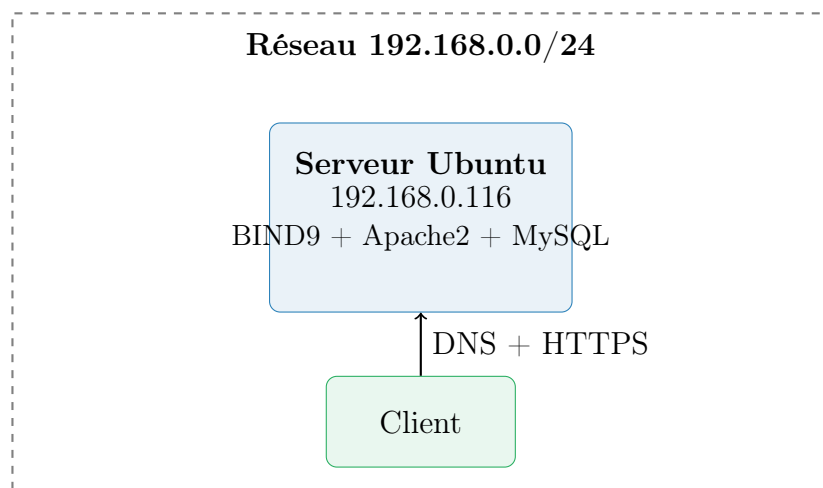 Réseau 192.168.0.0/24
Serveur Ubuntu
192.168.0.116
BIND9 + Apache2 + MySQL
DNS + HTTPS
Client